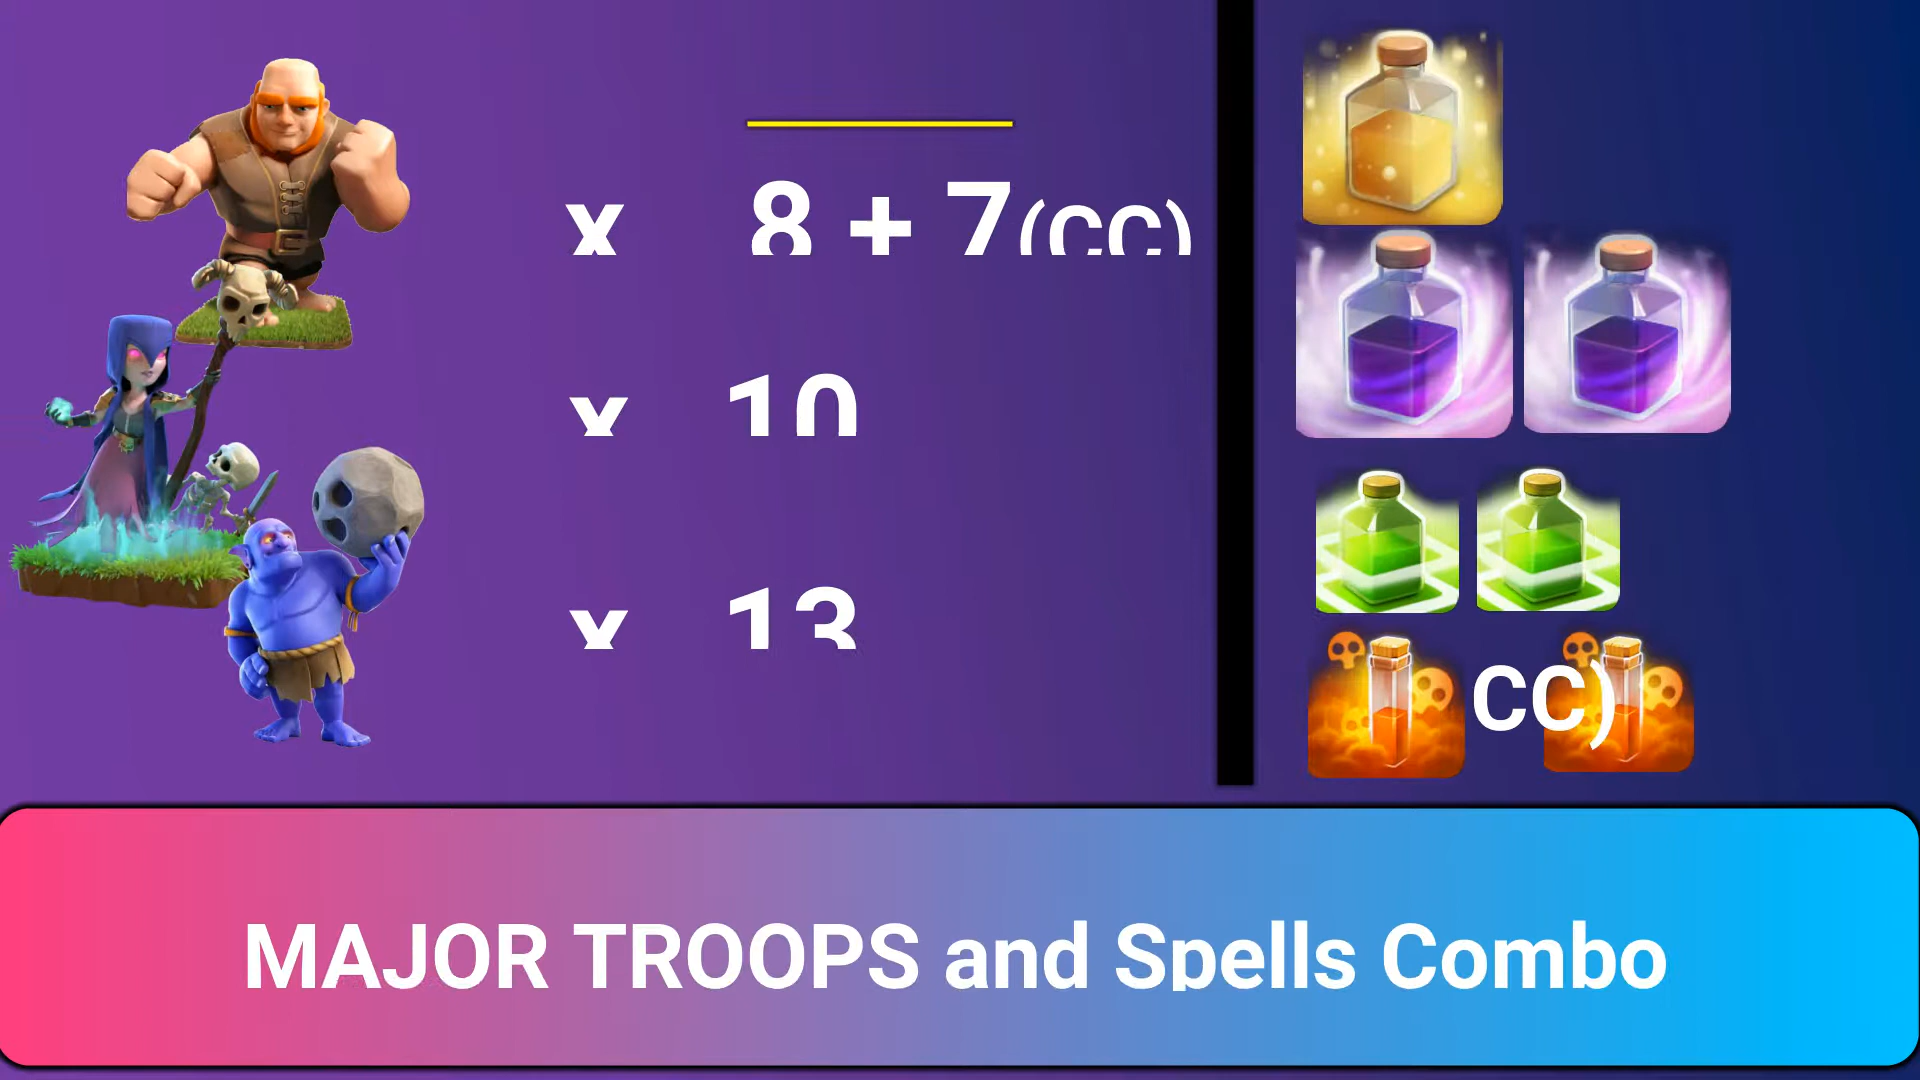 x 8 + 7(CC)
x 10
x 13
CC)
MAJOR TROOPS and Spells Combo